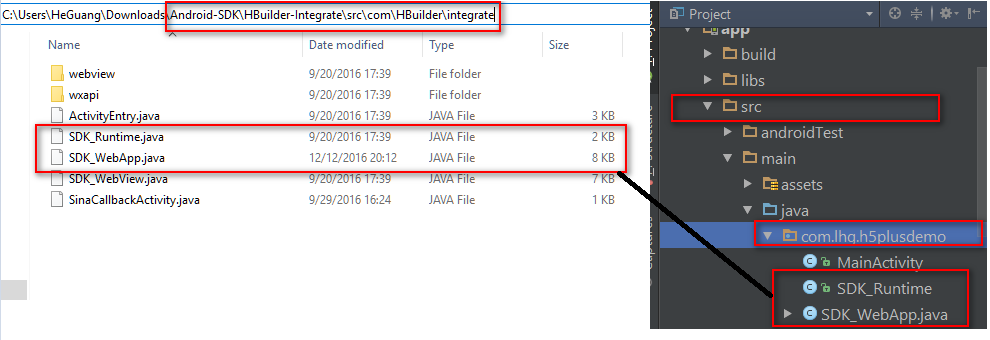 C:\Users\HeGuang\Downloads\Android-SDK\HBuilder-Integrate\src\com\HBuilder\integrate
Name Date modified Type Size
webview 9/20/2016 17:39 File folder
wxapi 9/20/2016 17:39 File folder
ActivityEntry.java 9/20/2016 17:39 JAVA File 3 KB
SDK_Runtime.java 9/20/2016 17:39 JAVA File 2 KB
SDK_WebApp.java 12/12/2016 20:12 JAVA File 8 KB
SDK_WebView.java 9/20/2016 17:39 JAVA File 7 KB
SinaCallbackActivity.java 9/29/2016 16:24 JAVA File 1 KB
Project
app
build
libs
src
androidTest
main
assets
java
com.lhg.h5plusdemo
MainActivity
SDK_Runtime
SDK_WebApp.java